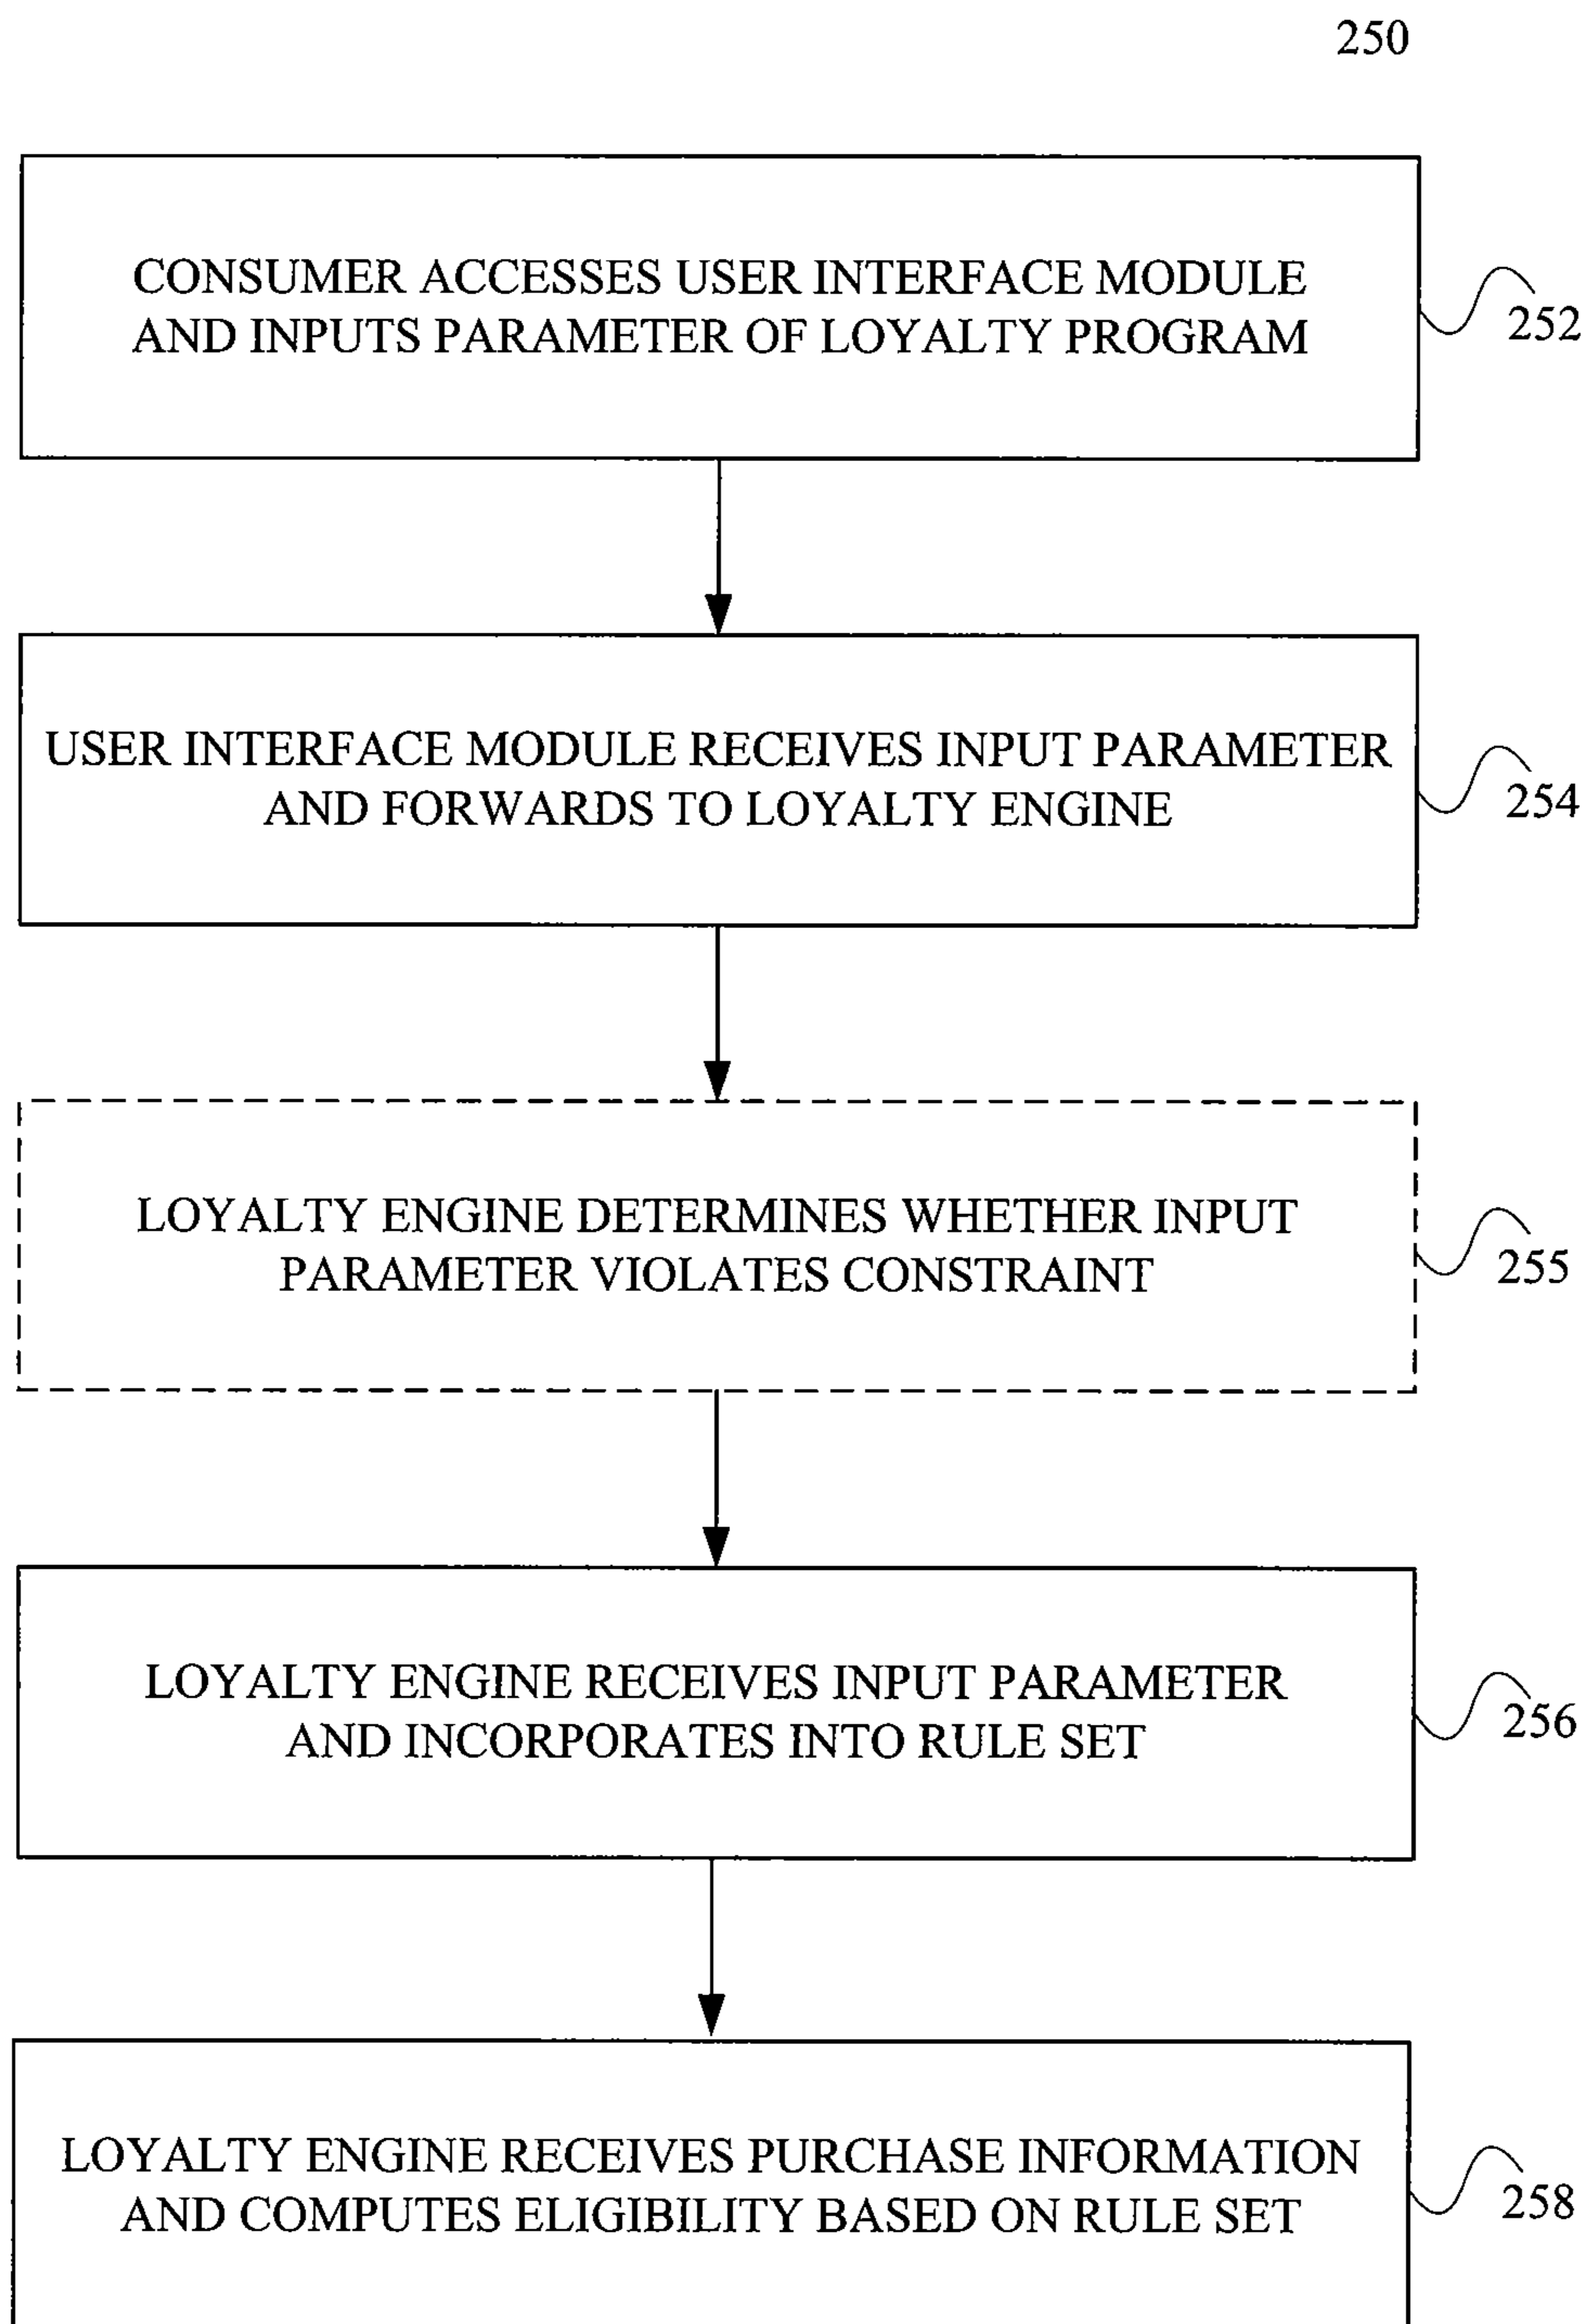 250
CONSUMER ACCESSES USER INTERFACE MODULE
AND INPUTS PARAMETER OF LOYALTY PROGRAM
252
USER INTERFACE MODULE RECEIVES INPUT PARAMETER
AND FORWARDS TO LOYALTY ENGINE
254
LOYALTY ENGINE DETERMINES WHETHER INPUT
PARAMETER VIOLATES CONSTRAINT
255
LOYALTY ENGINE RECEIVES INPUT PARAMETER
AND INCORPORATES INTO RULE SET
256
LOYALTY ENGINE RECEIVES PURCHASE INFORMATION
AND COMPUTES ELIGIBILITY BASED ON RULE SET
258